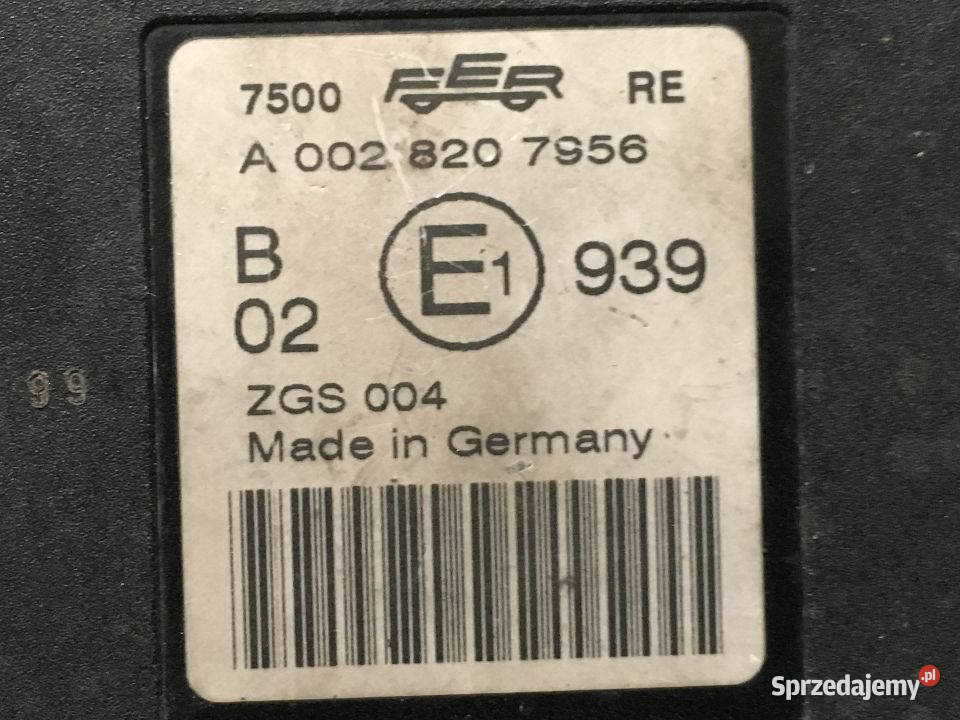 7500 FER RE
A 002 820 7956
B E1 939
02
ZGS 004
Made in Germany
99
Sprzedajemy.pl